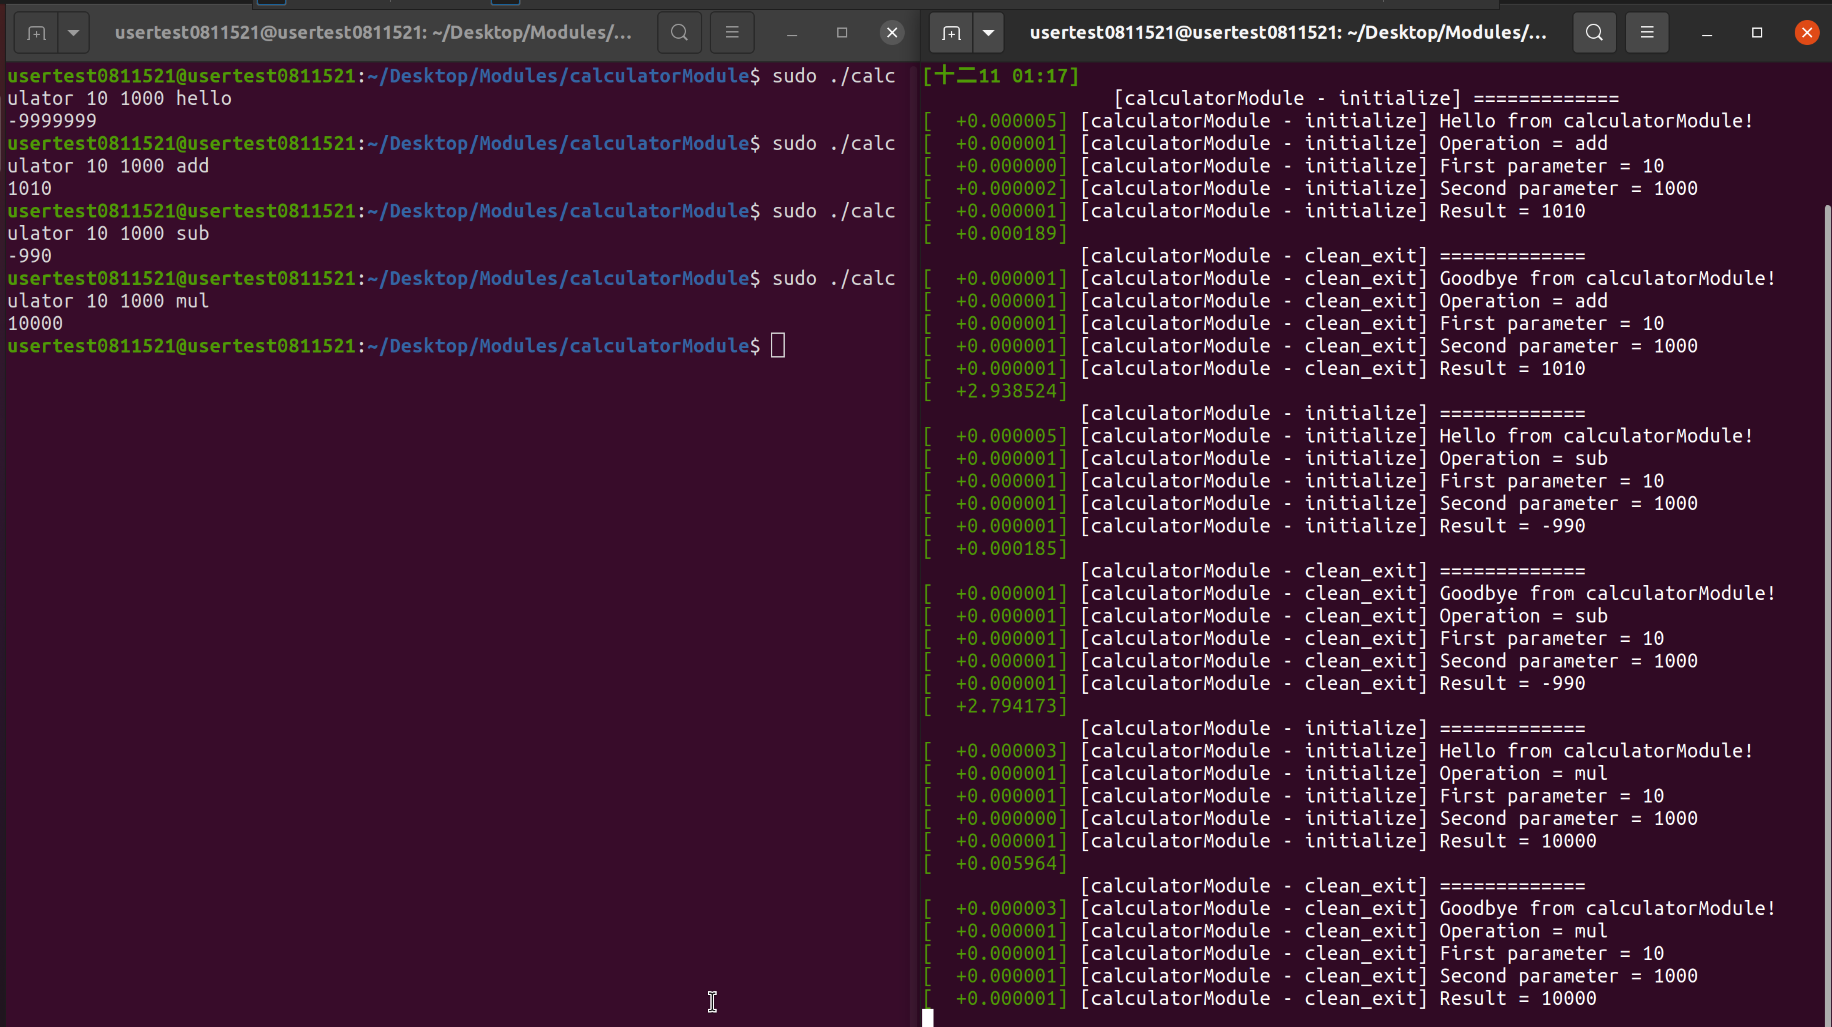 usertest0811521@usertest0811521: ~/Desktop/Modules/...
usertest0811521@usertest0811521:~/Desktop/Modules/calculatorModule$ sudo ./calc
ulator 10 1000 hello
-9999999
usertest0811521@usertest0811521:~/Desktop/Modules/calculatorModule$ sudo ./calc
ulator 10 1000 add
1010
usertest0811521@usertest0811521:~/Desktop/Modules/calculatorModule$ sudo ./calc
ulator 10 1000 sub
-990
usertest0811521@usertest0811521:~/Desktop/Modules/calculatorModule$ sudo ./calc
ulator 10 1000 mul
10000
usertest0811521@usertest0811521:~/Desktop/Modules/calculatorModule$
usertest0811521@usertest0811521: ~/Desktop/Modules/...
[十二11 01:17]
[calculatorModule - initialize] =============
[  +0.000005] [calculatorModule - initialize] Hello from calculatorModule!
[  +0.000001] [calculatorModule - initialize] Operation = add
[  +0.000000] [calculatorModule - initialize] First parameter = 10
[  +0.000002] [calculatorModule - initialize] Second parameter = 1000
[  +0.000001] [calculatorModule - initialize] Result = 1010
[  +0.000189]
[calculatorModule - clean_exit] =============
[  +0.000001] [calculatorModule - clean_exit] Goodbye from calculatorModule!
[  +0.000001] [calculatorModule - clean_exit] Operation = add
[  +0.000001] [calculatorModule - clean_exit] First parameter = 10
[  +0.000001] [calculatorModule - clean_exit] Second parameter = 1000
[  +0.000001] [calculatorModule - clean_exit] Result = 1010
[  +2.938524]
[calculatorModule - initialize] =============
[  +0.000005] [calculatorModule - initialize] Hello from calculatorModule!
[  +0.000001] [calculatorModule - initialize] Operation = sub
[  +0.000001] [calculatorModule - initialize] First parameter = 10
[  +0.000001] [calculatorModule - initialize] Second parameter = 1000
[  +0.000001] [calculatorModule - initialize] Result = -990
[  +0.000185]
[calculatorModule - clean_exit] =============
[  +0.000001] [calculatorModule - clean_exit] Goodbye from calculatorModule!
[  +0.000001] [calculatorModule - clean_exit] Operation = sub
[  +0.000001] [calculatorModule - clean_exit] First parameter = 10
[  +0.000001] [calculatorModule - clean_exit] Second parameter = 1000
[  +0.000001] [calculatorModule - clean_exit] Result = -990
[  +2.794173]
[calculatorModule - initialize] =============
[  +0.000003] [calculatorModule - initialize] Hello from calculatorModule!
[  +0.000001] [calculatorModule - initialize] Operation = mul
[  +0.000001] [calculatorModule - initialize] First parameter = 10
[  +0.000000] [calculatorModule - initialize] Second parameter = 1000
[  +0.000001] [calculatorModule - initialize] Result = 10000
[  +0.005964]
[calculatorModule - clean_exit] =============
[  +0.000003] [calculatorModule - clean_exit] Goodbye from calculatorModule!
[  +0.000001] [calculatorModule - clean_exit] Operation = mul
[  +0.000001] [calculatorModule - clean_exit] First parameter = 10
[  +0.000001] [calculatorModule - clean_exit] Second parameter = 1000
[  +0.000001] [calculatorModule - clean_exit] Result = 10000